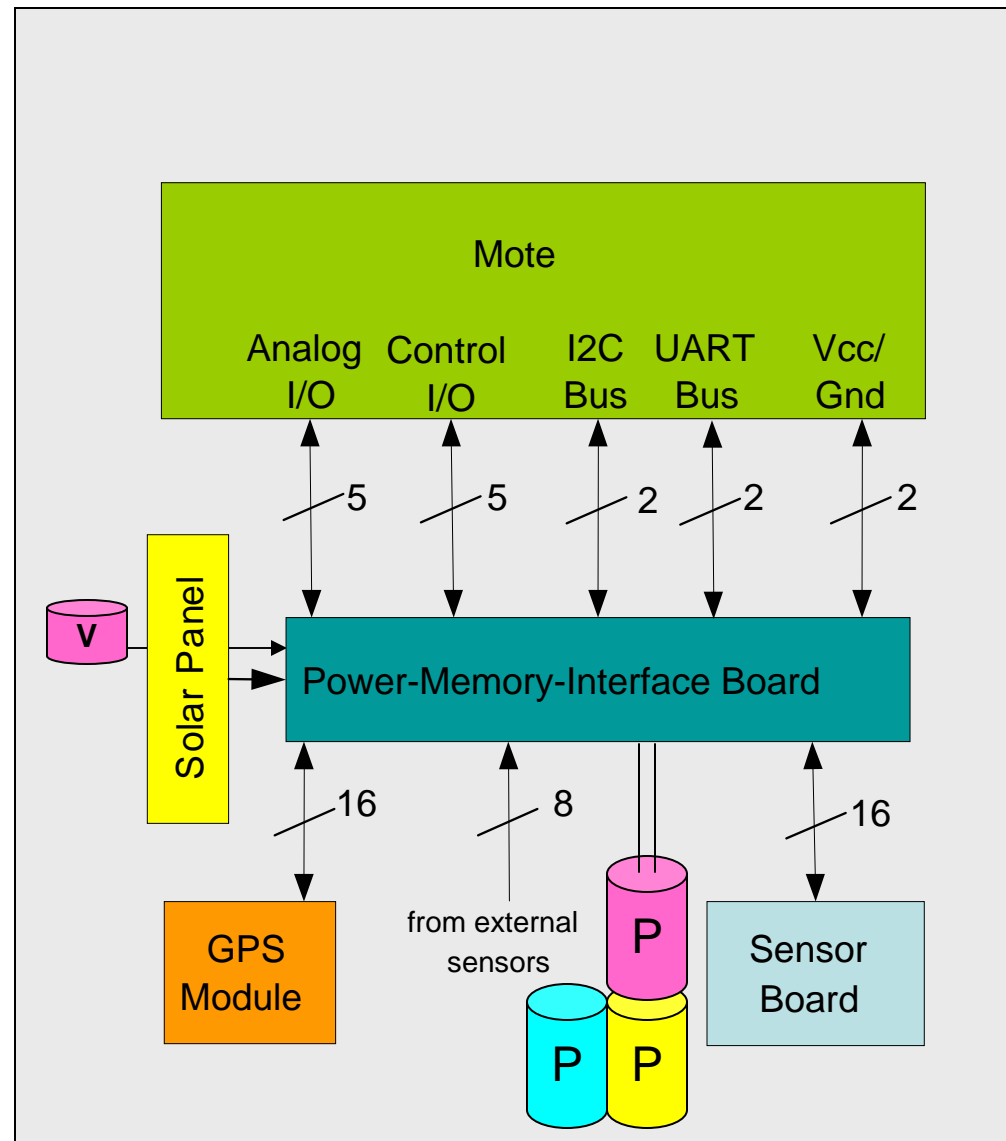 Mote
Analog
I/O
Control
I/O
I2C
Bus
UART
Bus
Vcc/
Gnd
5
5
2
2
2
V
Solar Panel
Power-Memory-Interface Board
16
8
16
GPS
Module
from external
sensors
P
P
P
Sensor
Board